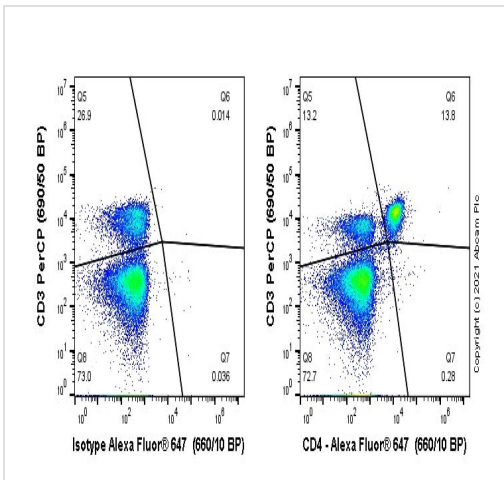 10^7
10^6
10^5
10^4
10^3
10^2
10^1
10^0
CD3 PerCP (690/50 BP)
Q5
26.9
Q6
0.014
Q8
73.0
Q7
0.036
10^0
10^2
10^4
10^6
Isotype Alexa Fluor® 647 (660/10 BP)
10^7
10^6
10^5
10^4
10^3
10^2
10^1
10^0
CD3 PerCP (690/50 BP)
Q5
13.2
Q6
13.8
Q8
72.7
Q7
0.28
10^0
10^2
10^4
10^6
CD4 - Alexa Fluor® 647 (660/10 BP)
Copyright (c) 2021 Abcam Plc